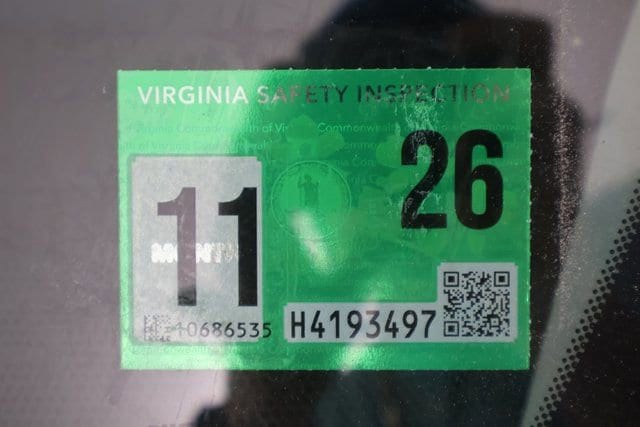 VIRGINIA SAFETY INSPECTION
26
11
MONTH
10686535
H4193497